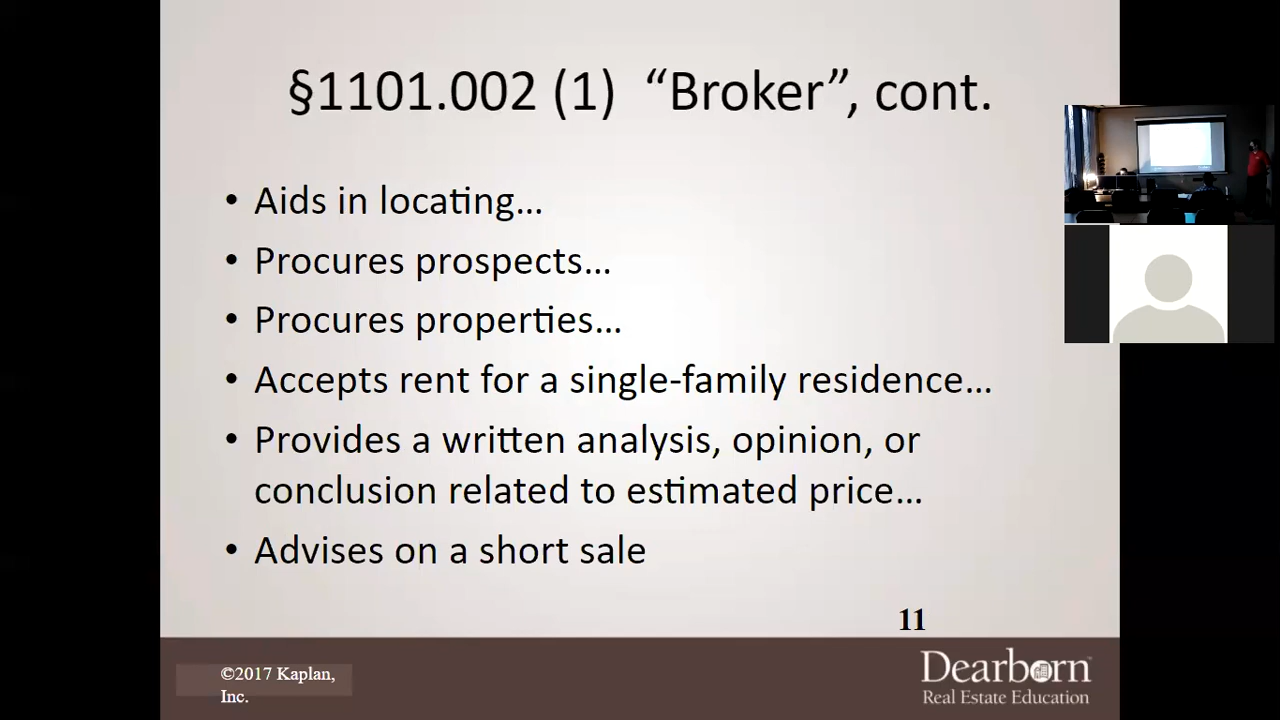 §1101.002 (1) “Broker”, cont.
• Aids in locating…
• Procures prospects…
• Procures properties…
• Accepts rent for a single-family residence…
• Provides a written analysis, opinion, or
conclusion related to estimated price…
• Advises on a short sale
11
©2017 Kaplan,
Inc.
Dearborn
Real Estate Education